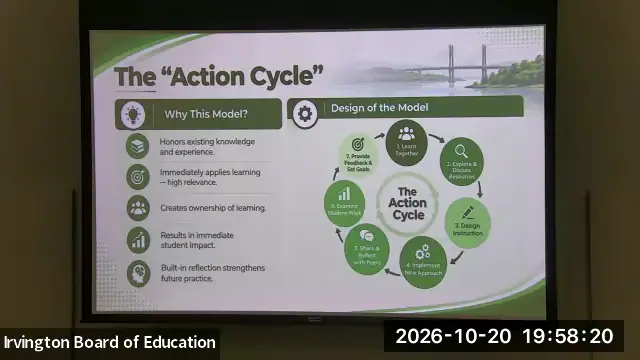 The “Action Cycle”
Why This Model?
Honors existing knowledge
and experience.
Immediately applies learning
— high relevance.
Creates ownership of learning.
Results in immediate
student impact.
Built-in reflection strengthens
future practice.
Design of the Model
1. Learn
Together
2. Explore &
Discuss
Resources
3. Design
Instruction
4. Implement
New Approach
5. Share &
Reflect
with Peers
6. Examine
Student Work
7. Provide
Feedback &
Set Goals
The
Action
Cycle
Irvington Board of Education
2026-10-20 19:58:20